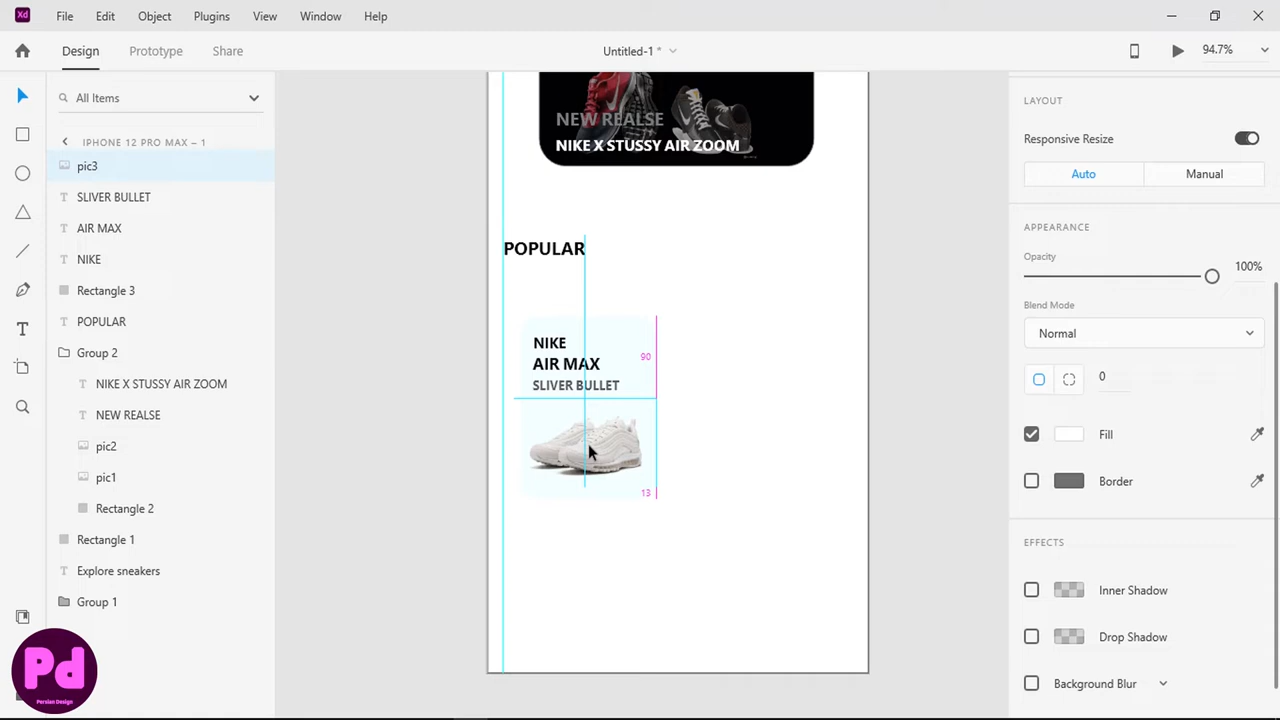 Xd File Edit Object Plugins View Window Help
Design Prototype Share Untitled-1 * 94.7%
All Items
IPHONE 12 PRO MAX – 1
pic3
SLIVER BULLET
AIR MAX
NIKE
Rectangle 3
POPULAR
Group 2
NIKE X STUSSY AIR ZOOM
NEW REALSE
pic2
pic1
Rectangle 2
Rectangle 1
Explore sneakers
Group 1
Pd
Persian Design
NEW REALSE
NIKE X STUSSY AIR ZOOM
POPULAR
NIKE
AIR MAX
SLIVER BULLET
90
13
LAYOUT
Responsive Resize
Auto Manual
APPEARANCE
Opacity
100%
Blend Mode
Normal
0
Fill
Border
EFFECTS
Inner Shadow
Drop Shadow
Background Blur